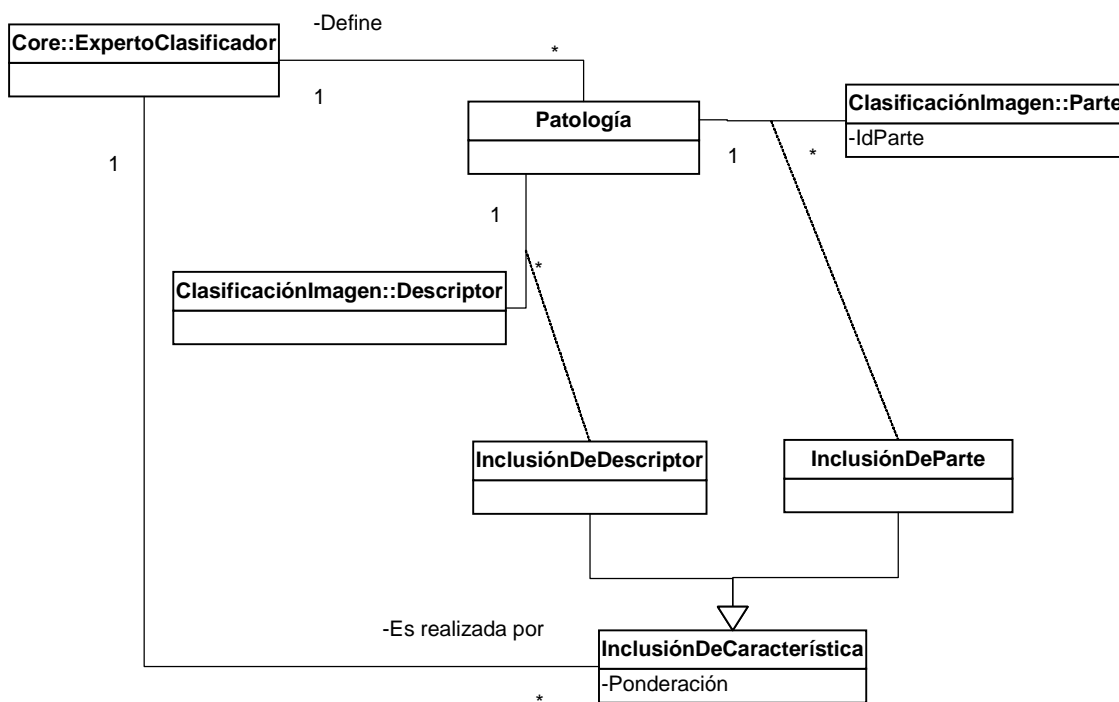 -Define
Core::ExpertoClasificador
*
1
ClasificaciónImagen::Parte
-IdParte
Patología
1
1
*
1
*
ClasificaciónImagen::Descriptor
InclusiónDeDescriptor
InclusiónDeParte
-Es realizada por
InclusiónDeCaracterística
-Ponderación
*